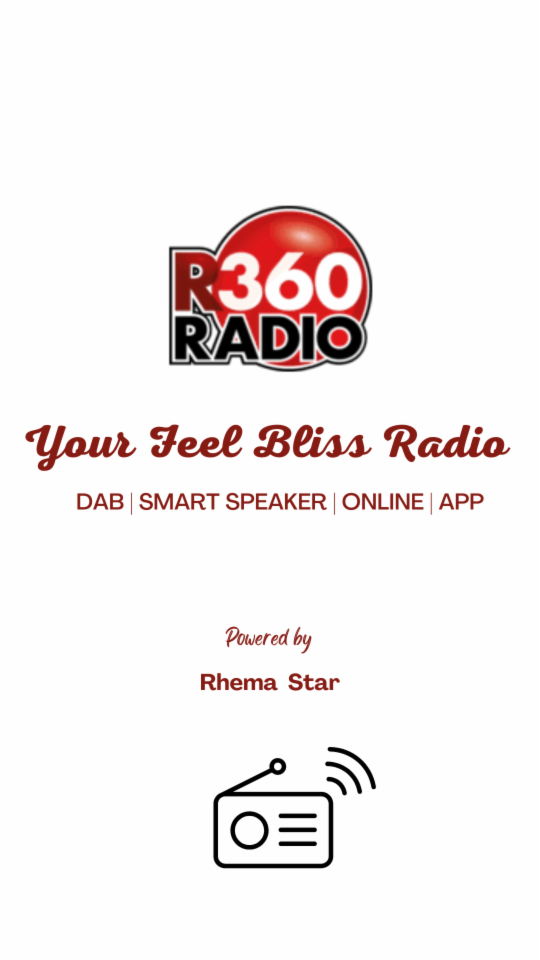 R360
RADIO
Your Feel Bliss Radio
DAB | SMART SPEAKER | ONLINE | APP
Powered by
Rhema Star